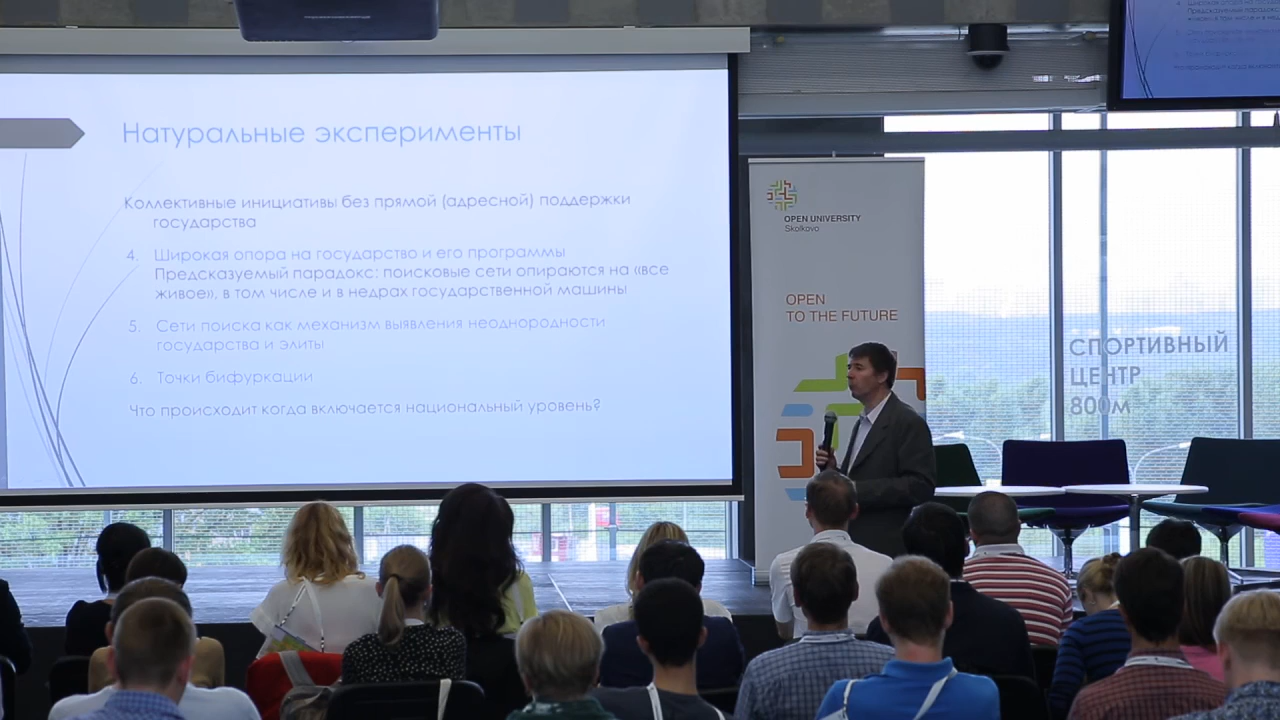 Натуральные эксперименты
Коллективные инициативы без прямой (адресной) поддержки
государства
4. Широкая опора на государство и его программы
Предсказуемый парадокс: поисковые сети опираются на «все
живое», в том числе и в недрах государственной машины
5. Сети поиска как механизм выявления неоднородности
государства и элиты
6. Точки бифуркации
Что происходит когда включается национальный уровень?
OPEN UNIVERSITY
Skolkovo
OPEN
TO THE FUTURE
СПОРТИВНЫЙ
ЦЕНТР
800м